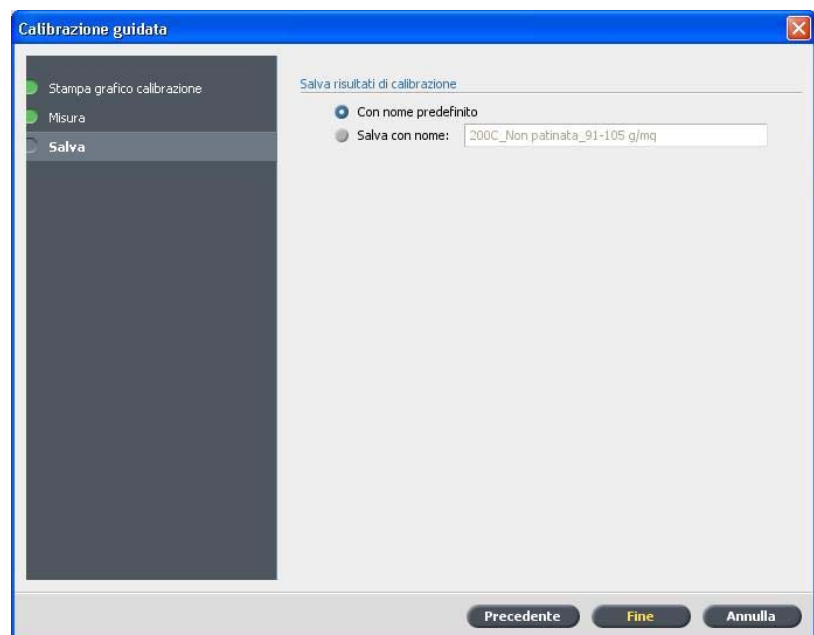 Calibrazione guidata
Stampa grafico calibrazione
Misura
Salva
Salva risultati di calibrazione
Con nome predefinito
Salva con nome: 200C_Non patinata_91-105 g/mq
Precedente Fine Annulla